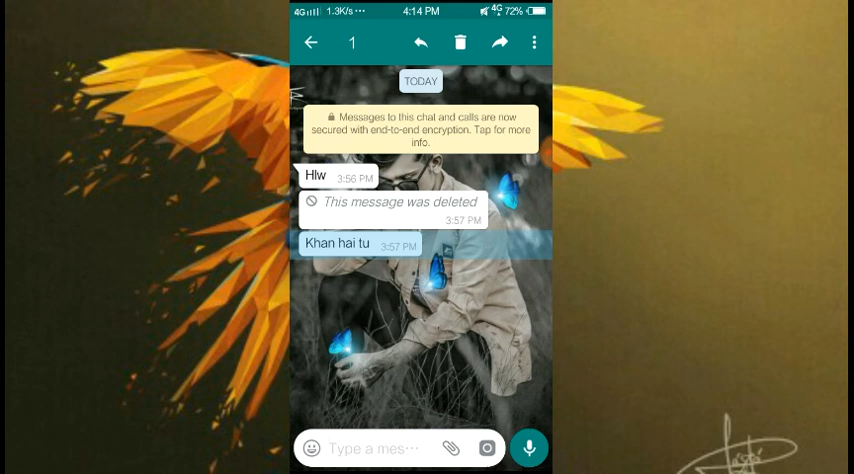 4G 1.3K/s ··· 4:14 PM 4G 72%
1
TODAY
Messages to this chat and calls are now
secured with end-to-end encryption. Tap for more
info.
Hlw 3:56 PM
This message was deleted
3:57 PM
Khan hai tu 3:57 PM
Type a mes···